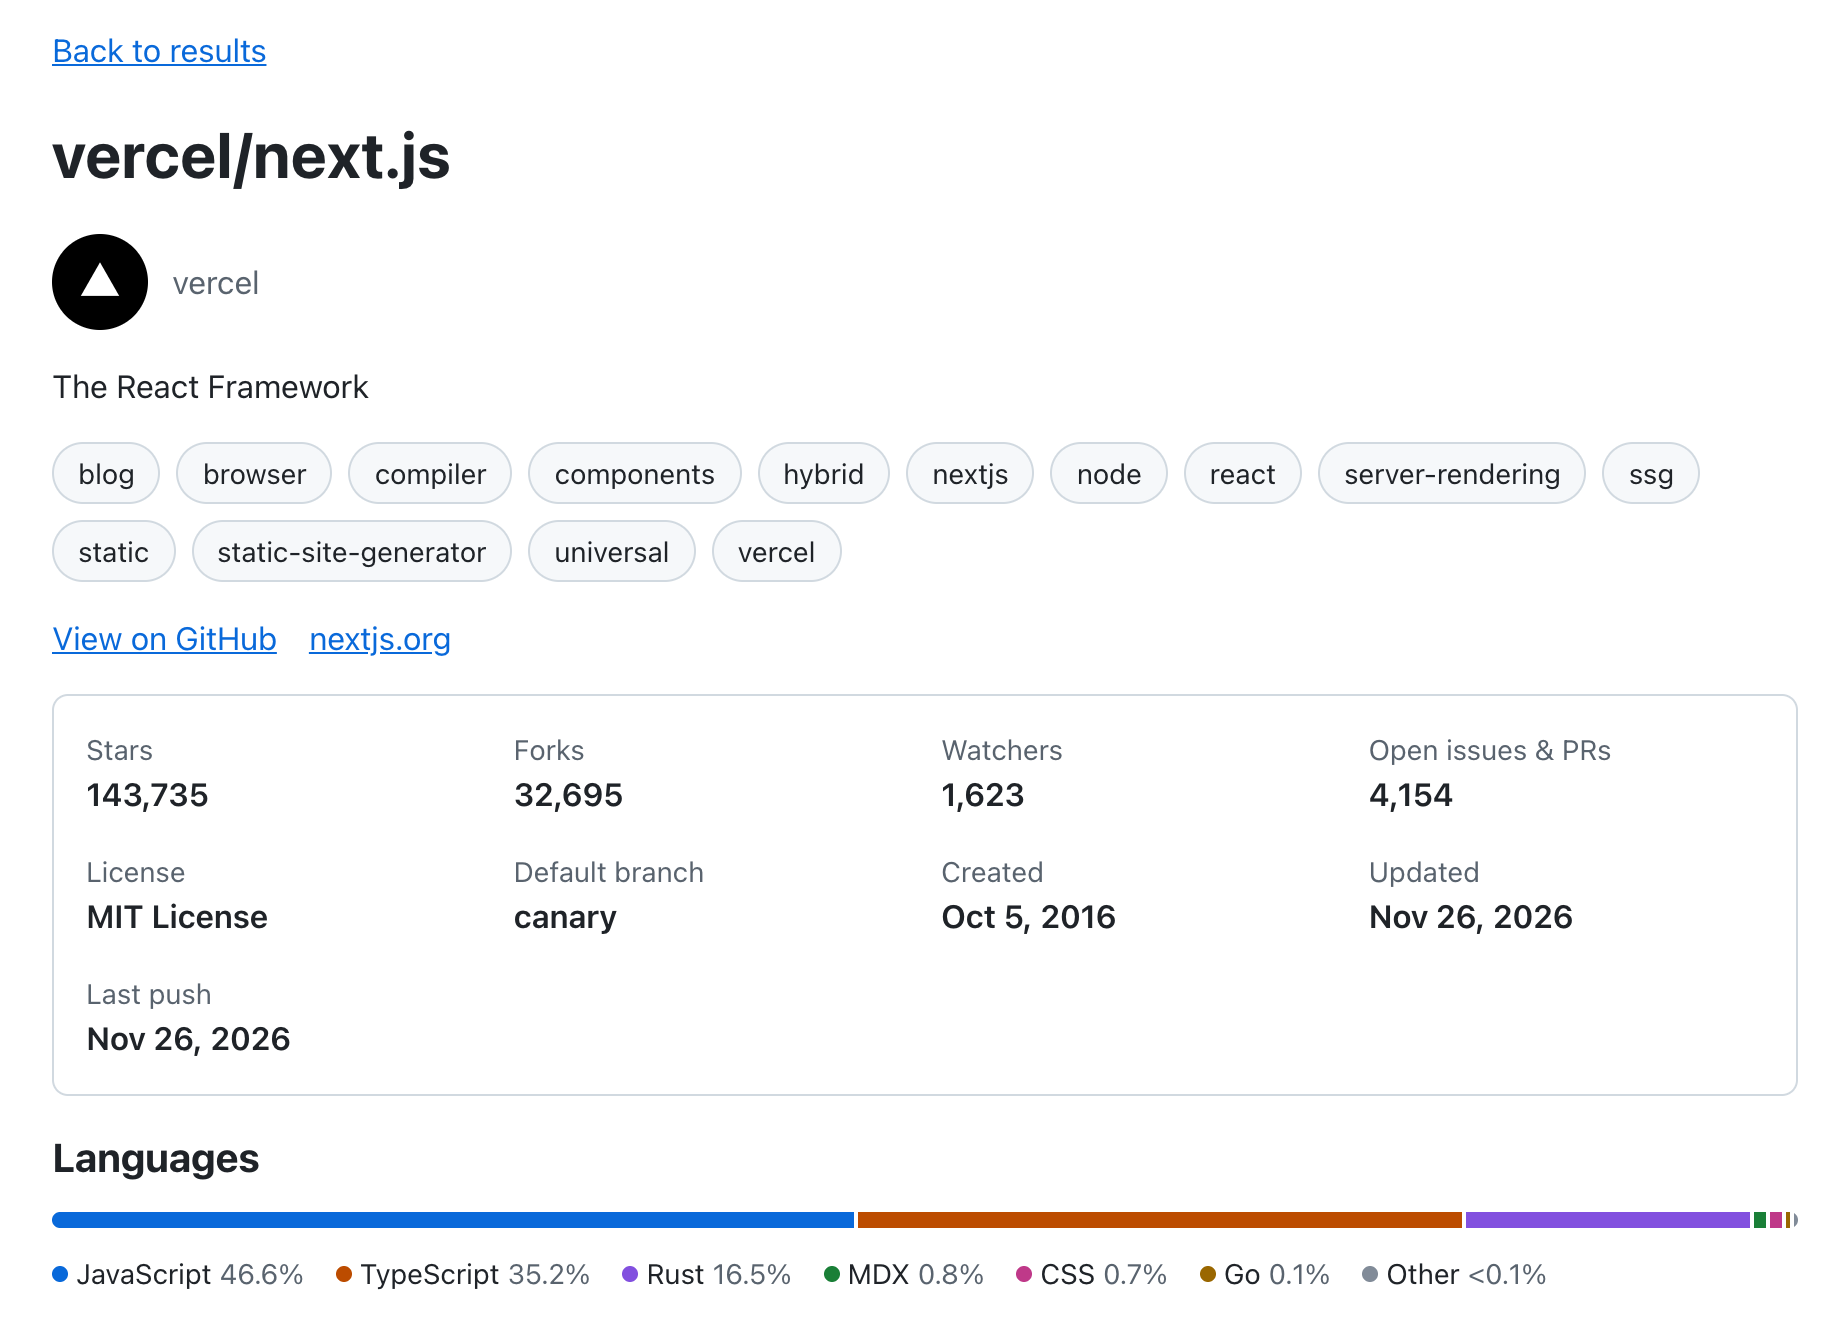 Back to results
vercel/next.js
vercel
The React Framework
blog browser compiler components hybrid nextjs node react server-rendering ssg
static static-site-generator universal vercel
View on GitHub nextjs.org
Stars Forks Watchers Open issues & PRs
143,735 32,695 1,623 4,154
License Default branch Created Updated
MIT License canary Oct 5, 2016 Nov 26, 2026
Last push
Nov 26, 2026
Languages
JavaScript 46.6% TypeScript 35.2% Rust 16.5% MDX 0.8% CSS 0.7% Go 0.1% Other <0.1%